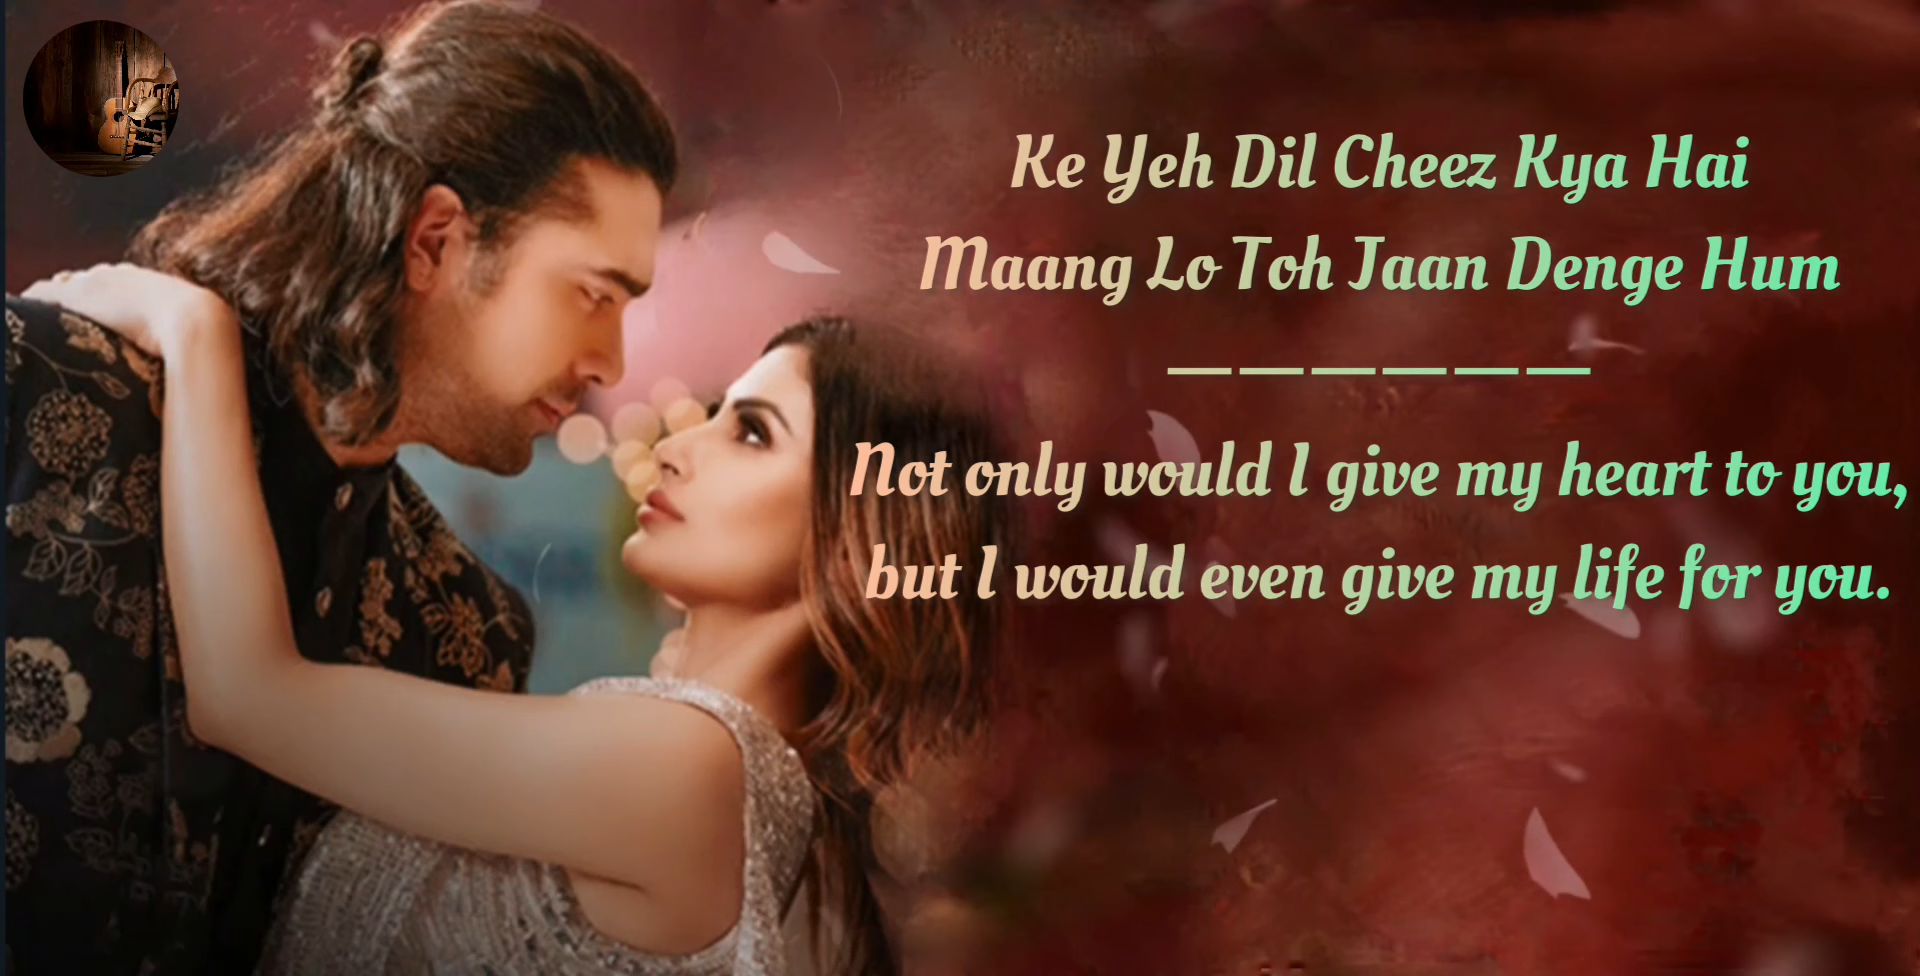 Ke Yeh Dil Cheez Kya Hai
Maang Lo Toh Jaan Denge Hum
——————
Not only would I give my heart to you,
but I would even give my life for you.